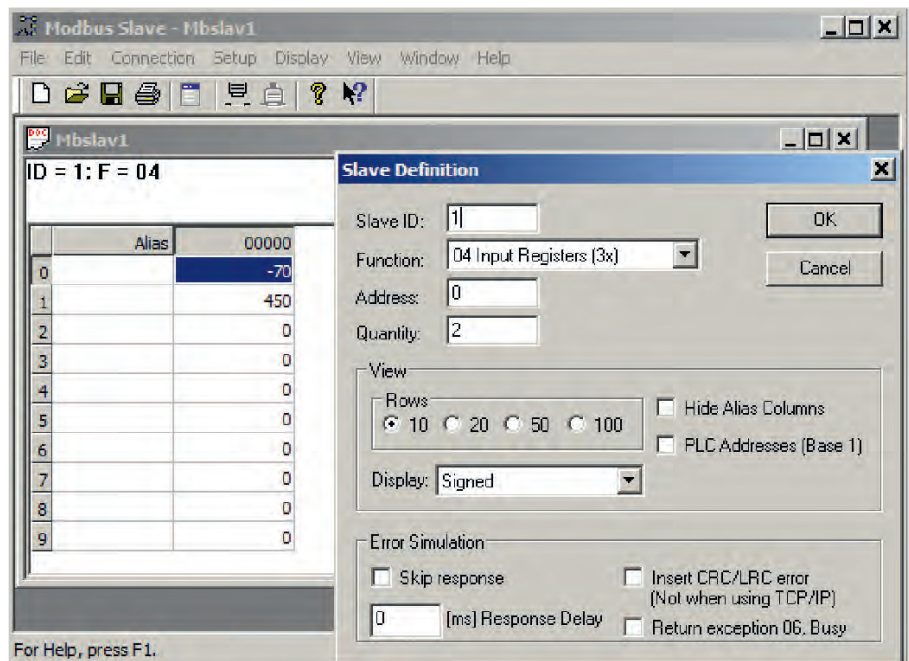 Modbus Slave - Mbslav1
File Edit Connection Setup Display View Window Help
Mbslav1
ID = 1: F = 04
Alias 00000
0 -70
1 450
2 0
3 0
4 0
5 0
6 0
7 0
8 0
9 0
Slave Definition
Slave ID: 1
OK
Function: 04 Input Registers (3x)
Cancel
Address: 0
Quantity: 2
View
Rows
10 20 50 100
Hide Alias Columns
PLC Addresses (Base 1)
Display: Signed
Error Simulation
Skip response
Insert CRC/LRC error
(Not when using TCP/IP)
0 [ms] Response Delay
Return exception 06, Busy
For Help, press F1.